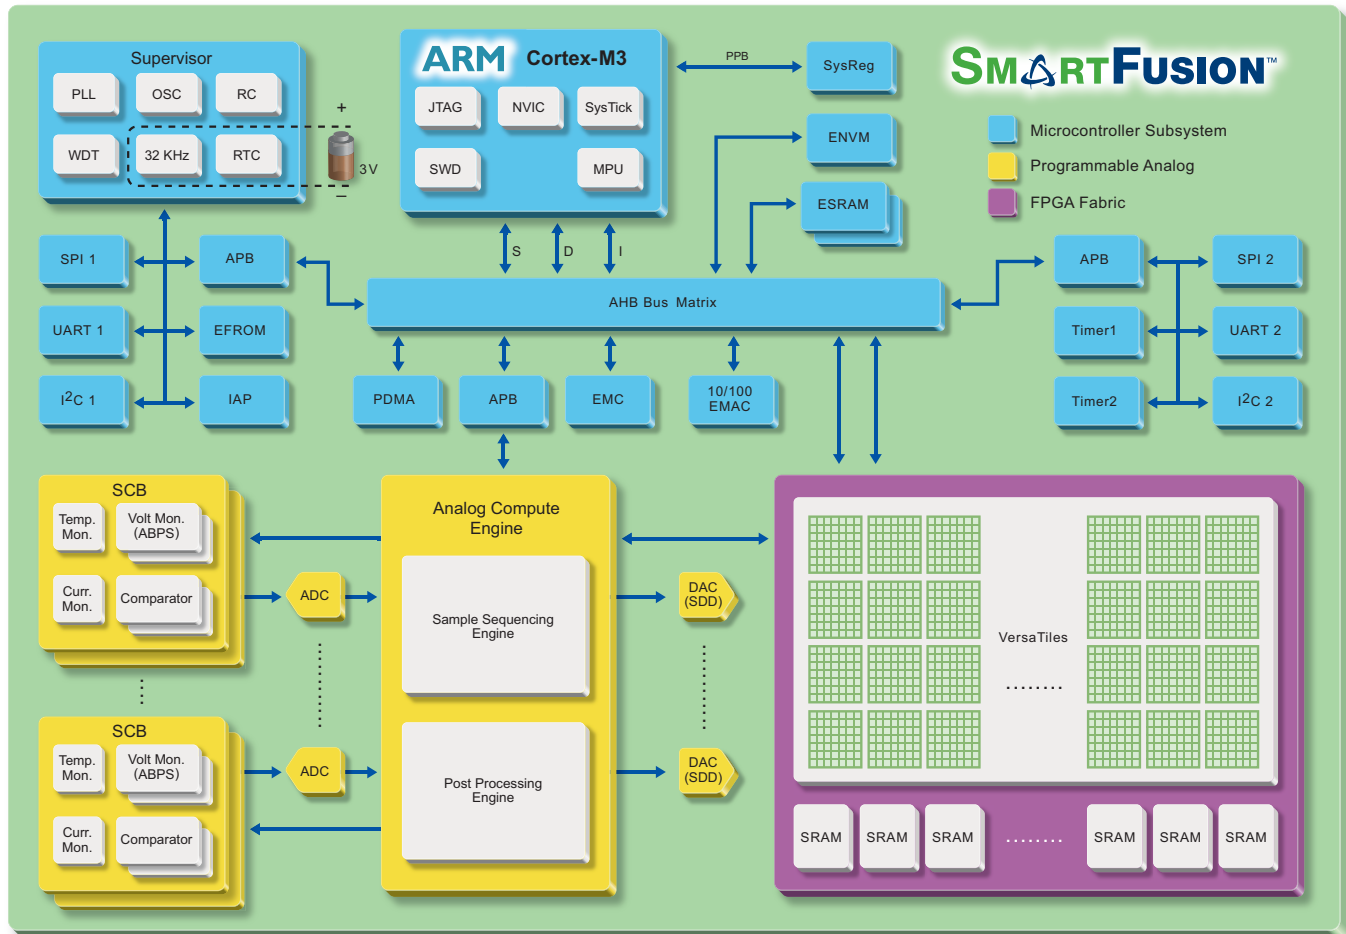 Supervisor
PLL
OSC
RC
WDT
32 KHz
RTC
+
3V
–
ARM Cortex-M3
JTAG
NVIC
SysTick
SWD
MPU
PPB
SysReg
ENVM
ESRAM
SMARTFUSION™
Microcontroller Subsystem
Programmable Analog
FPGA Fabric
S
D
I
SPI 1
APB
UART 1
EFROM
I²C 1
IAP
AHB Bus Matrix
PDMA
APB
EMC
10/100
EMAC
APB
SPI 2
Timer1
UART 2
Timer2
I²C 2
SCB
Temp.
Mon.
Volt Mon.
(ABPS)
Curr.
Mon.
Comparator
ADC
SCB
Temp.
Mon.
Volt Mon.
(ABPS)
Curr.
Mon.
Comparator
ADC
Analog Compute
Engine
Sample Sequencing
Engine
Post Processing
Engine
DAC
(SDD)
DAC
(SDD)
VersaTiles
........
SRAM
SRAM
SRAM
........
SRAM
SRAM
SRAM